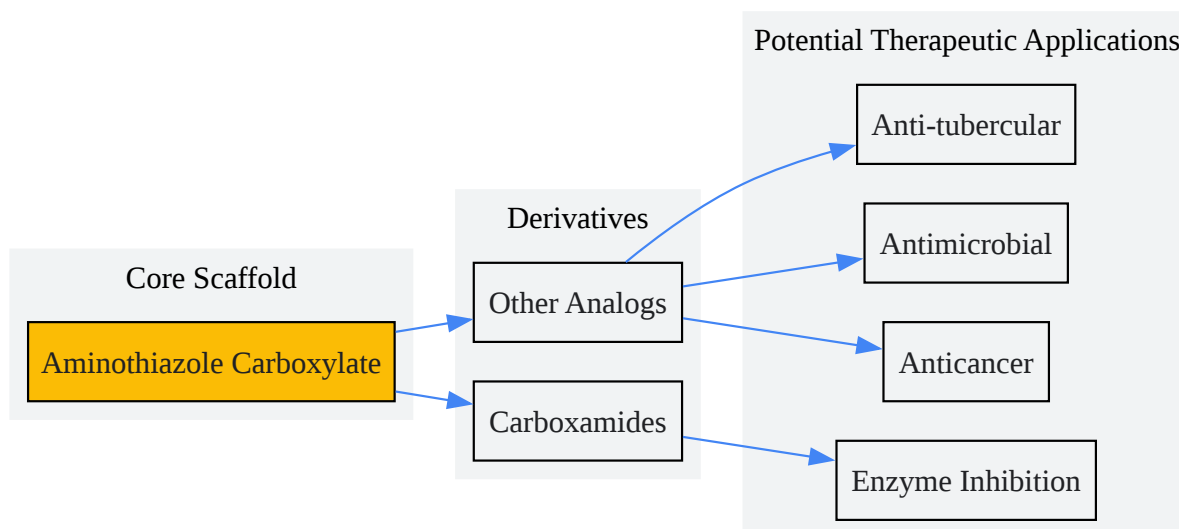 Core Scaffold
Aminothiazole Carboxylate
Derivatives
Other Analogs
Carboxamides
Potential Therapeutic Applications
Anti-tubercular
Antimicrobial
Anticancer
Enzyme Inhibition